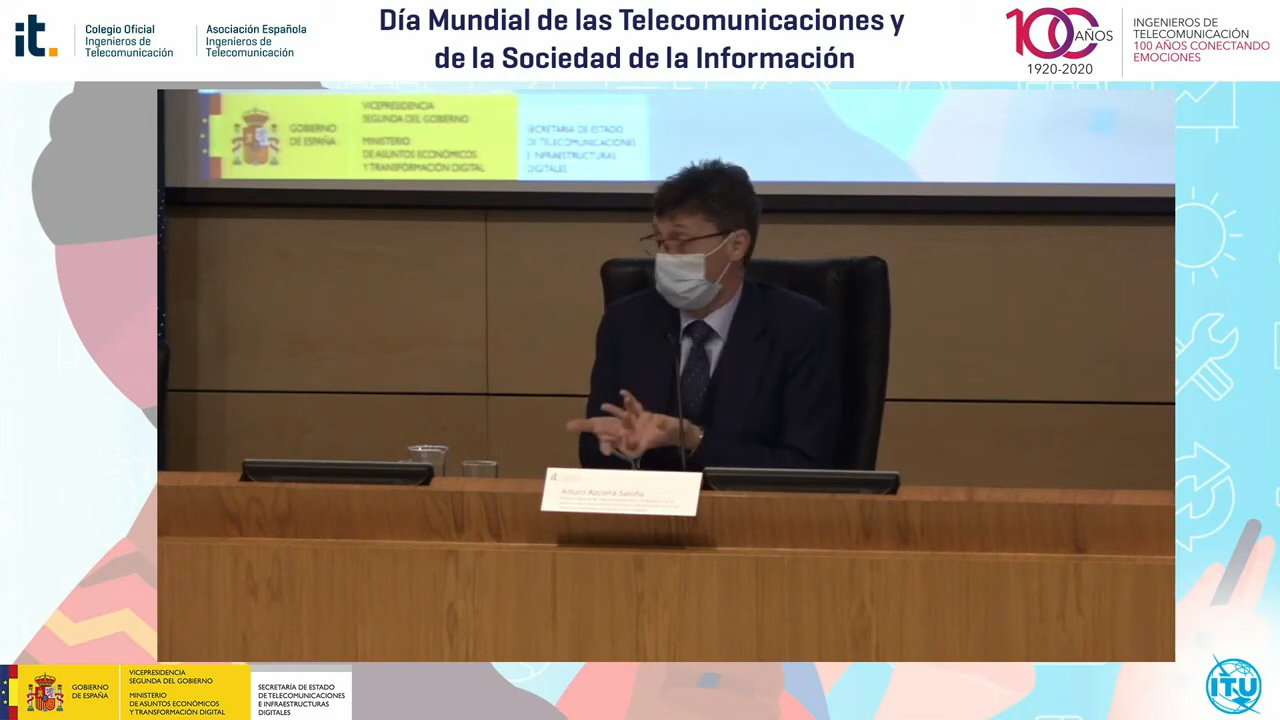 it.
Colegio Oficial
Ingenieros de
Telecomunicación
Asociación Española
Ingenieros de
Telecomunicación
Día Mundial de las Telecomunicaciones y
de la Sociedad de la Información
100 AÑOS
1920-2020
INGENIEROS DE
TELECOMUNICACIÓN
100 AÑOS CONECTANDO
EMOCIONES
GOBIERNO
DE ESPAÑA
VICEPRESIDENCIA
SEGUNDA DEL GOBIERNO
MINISTERIO
DE ASUNTOS ECONÓMICOS
Y TRANSFORMACIÓN DIGITAL
SECRETARÍA DE ESTADO
DE TELECOMUNICACIONES
E INFRAESTRUCTURAS
DIGITALES
it
Arturo Azcorra Saloña
GOBIERNO
DE ESPAÑA
VICEPRESIDENCIA
SEGUNDA DEL GOBIERNO
MINISTERIO
DE ASUNTOS ECONÓMICOS
Y TRANSFORMACIÓN DIGITAL
SECRETARÍA DE ESTADO
DE TELECOMUNICACIONES
E INFRAESTRUCTURAS
DIGITALES
ITU